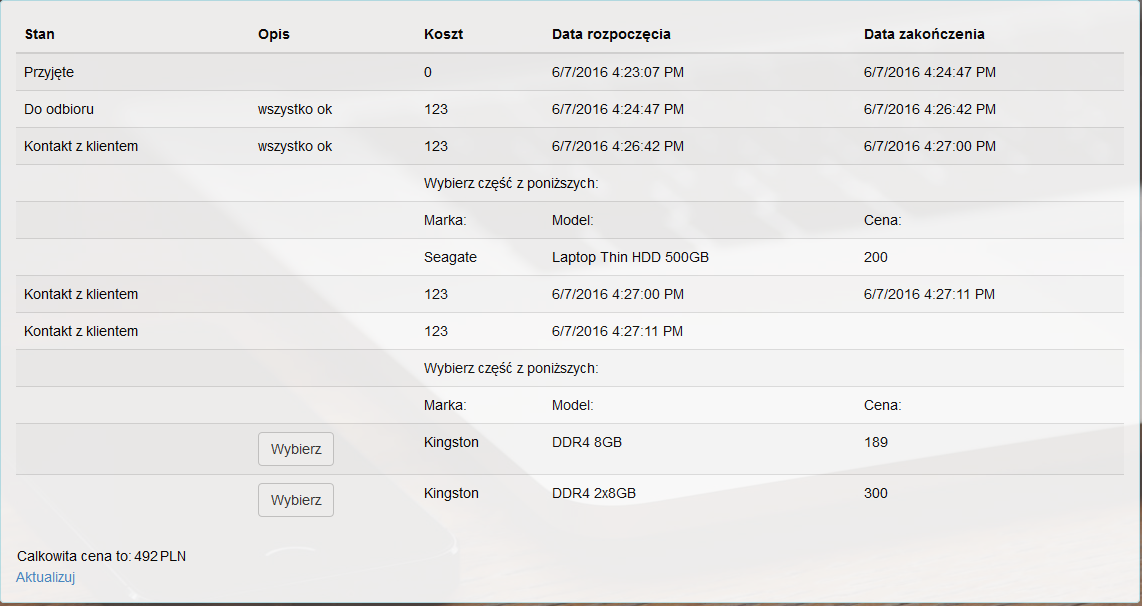 Stan Opis Koszt Data rozpoczęcia Data zakończenia
Przyjęte 0 6/7/2016 4:23:07 PM 6/7/2016 4:24:47 PM
Do odbioru wszystko ok 123 6/7/2016 4:24:47 PM 6/7/2016 4:26:42 PM
Kontakt z klientem wszystko ok 123 6/7/2016 4:26:42 PM 6/7/2016 4:27:00 PM
Wybierz część z poniższych:
Marka: Model: Cena:
Seagate Laptop Thin HDD 500GB 200
Kontakt z klientem 123 6/7/2016 4:27:00 PM 6/7/2016 4:27:11 PM
Kontakt z klientem 123 6/7/2016 4:27:11 PM
Wybierz część z poniższych:
Marka: Model: Cena:
Wybierz Kingston DDR4 8GB 189
Wybierz Kingston DDR4 2x8GB 300
Calkowita cena to: 492 PLN
Aktualizuj